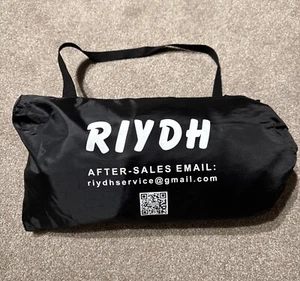 RIYDH
AFTER-SALES EMAIL:
riydhservice@gmail.com